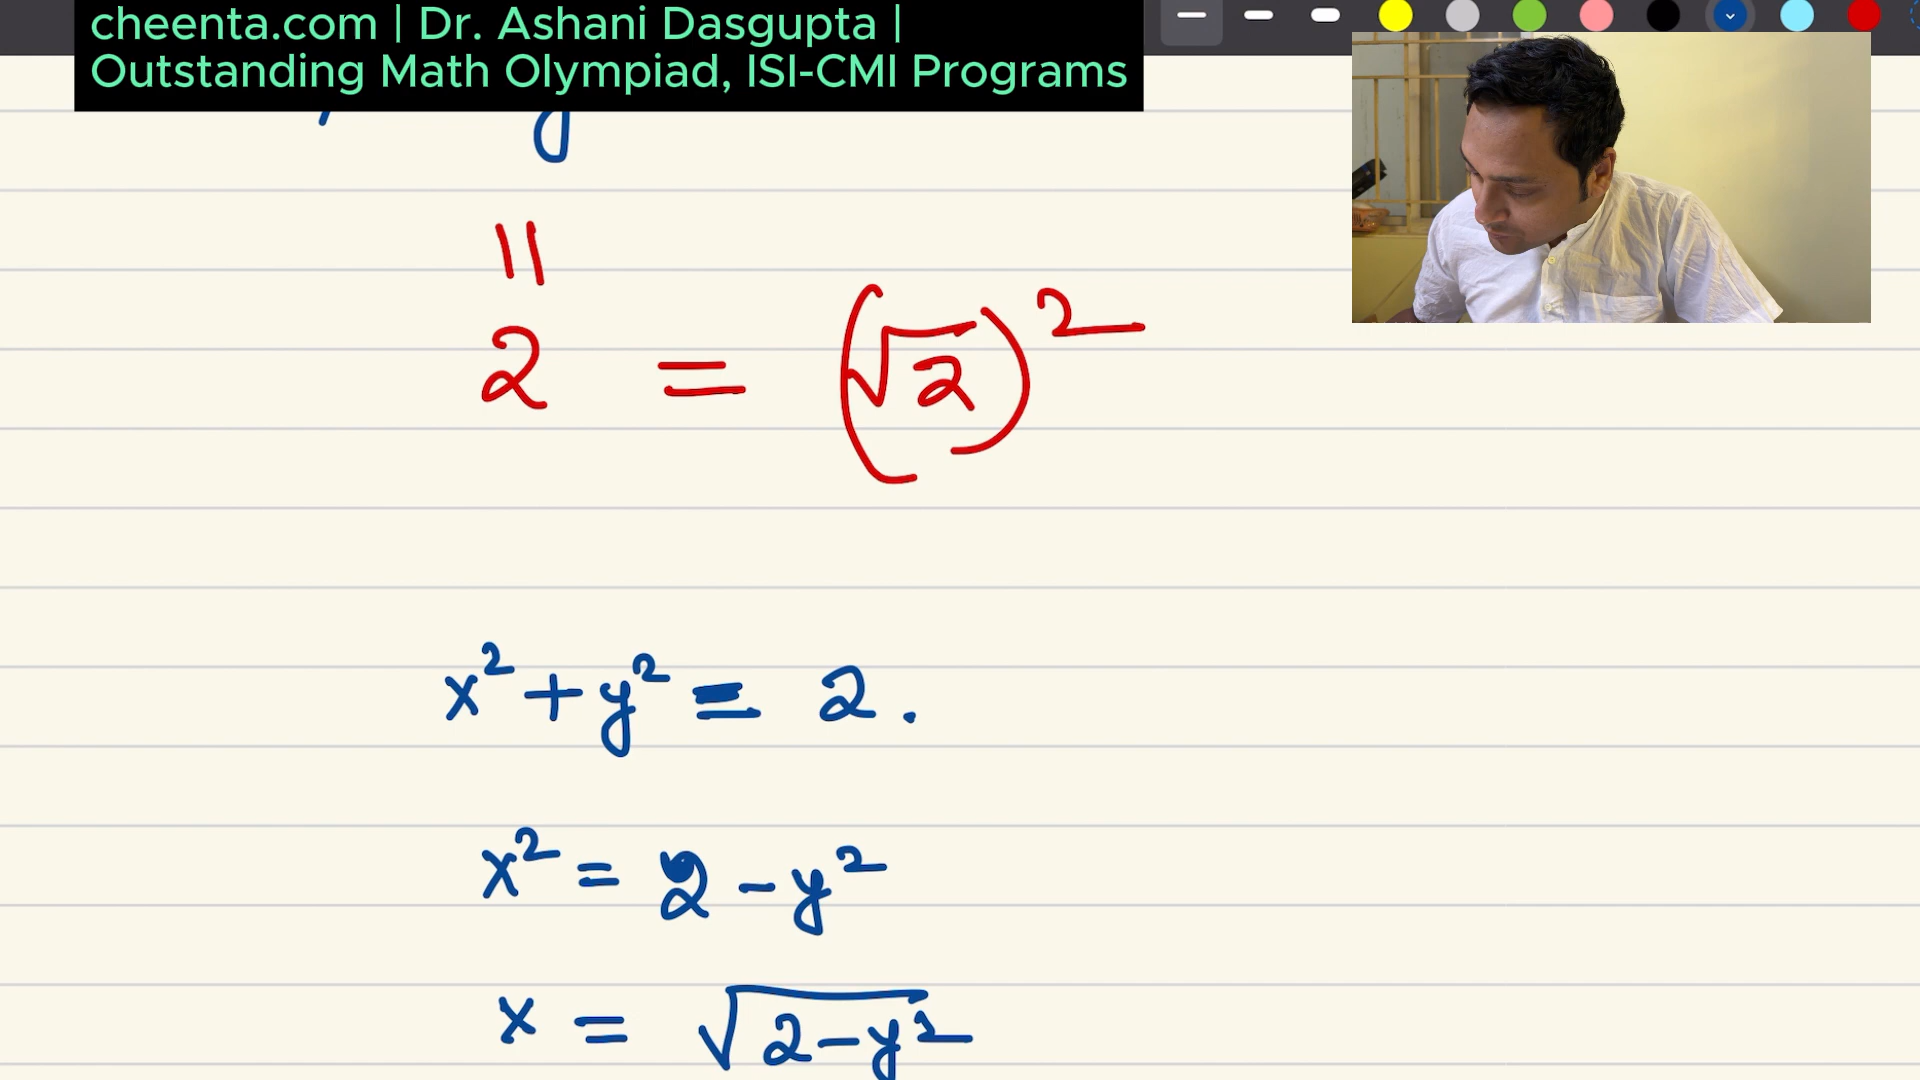 cheenta.com | Dr. Ashani Dasgupta |
Outstanding Math Olympiad, ISI-CMI Programs
y
||
2 = (√2)²
x² + y² = 2.
x² = 2 - y²
x = √(2-y²)